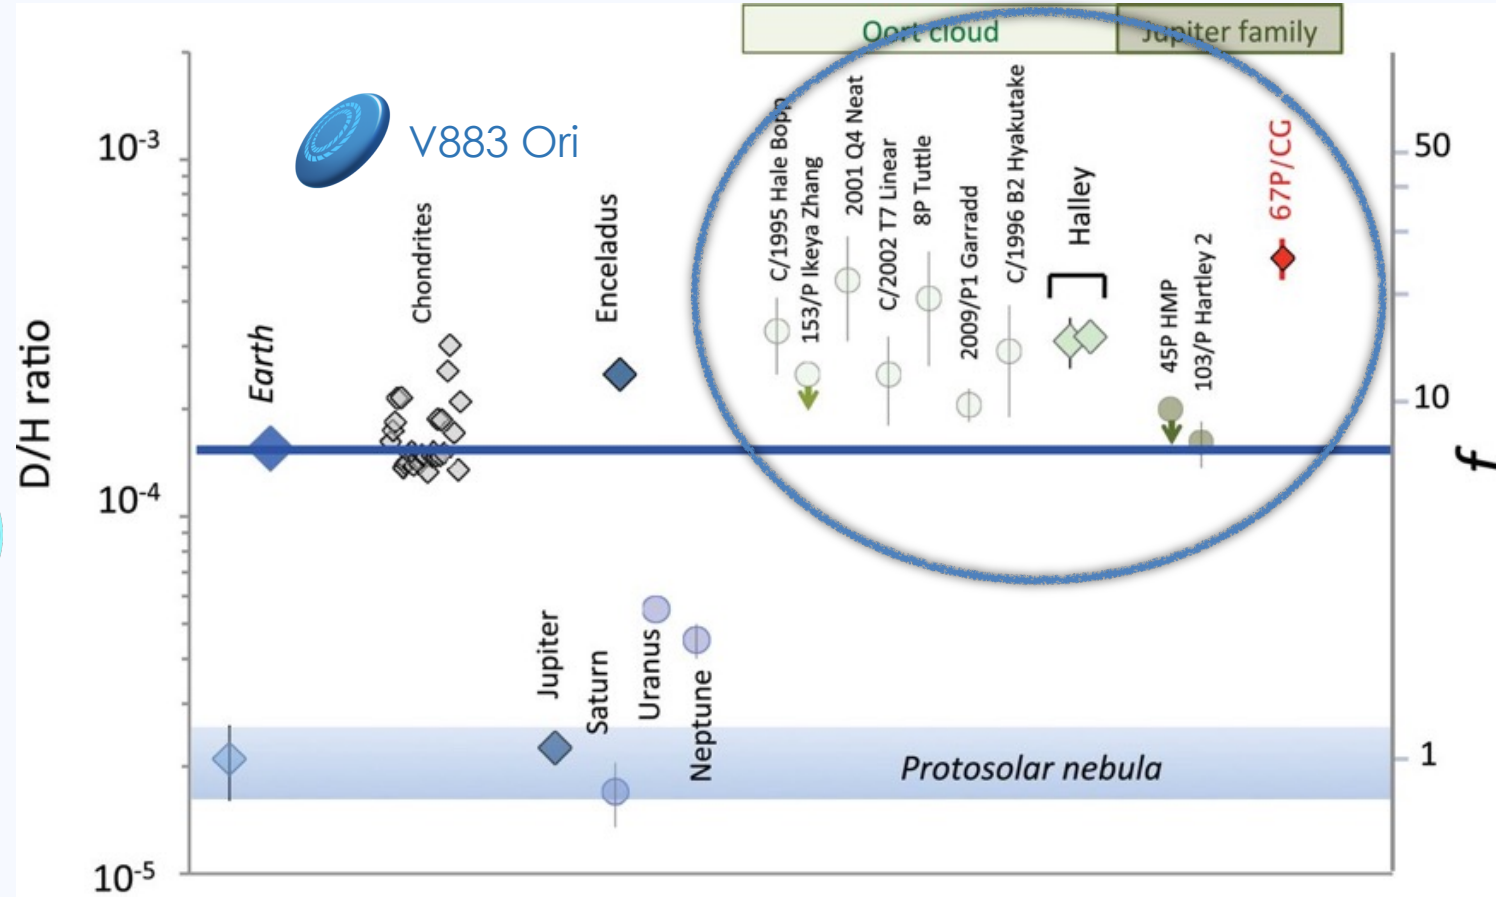 Oort cloud
Jupiter family
V883 Ori
D/H ratio
10-3
10-4
10-5
50
10
1
f
Earth
Chondrites
Enceladus
C/1995 Hale Bopp
153/P Ikeya Zhang
2001 Q4 Neat
C/2002 T7 Linear
8P Tuttle
2009/P1 Garradd
C/1996 B2 Hyakutake
Halley
45P HMP
103/P Hartley 2
67P/CG
Jupiter
Saturn
Uranus
Neptune
Protosolar nebula